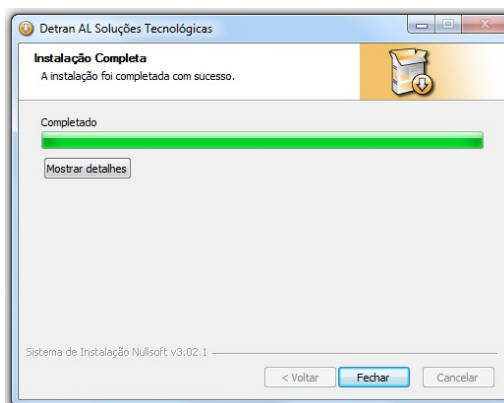 Detran AL Soluções Tecnológicas
Instalação Completa
A instalação foi completada com sucesso.
Completado
Mostrar detalhes
Sistema de Instalação Nullsoft v3.02.1
< Voltar
Fechar
Cancelar